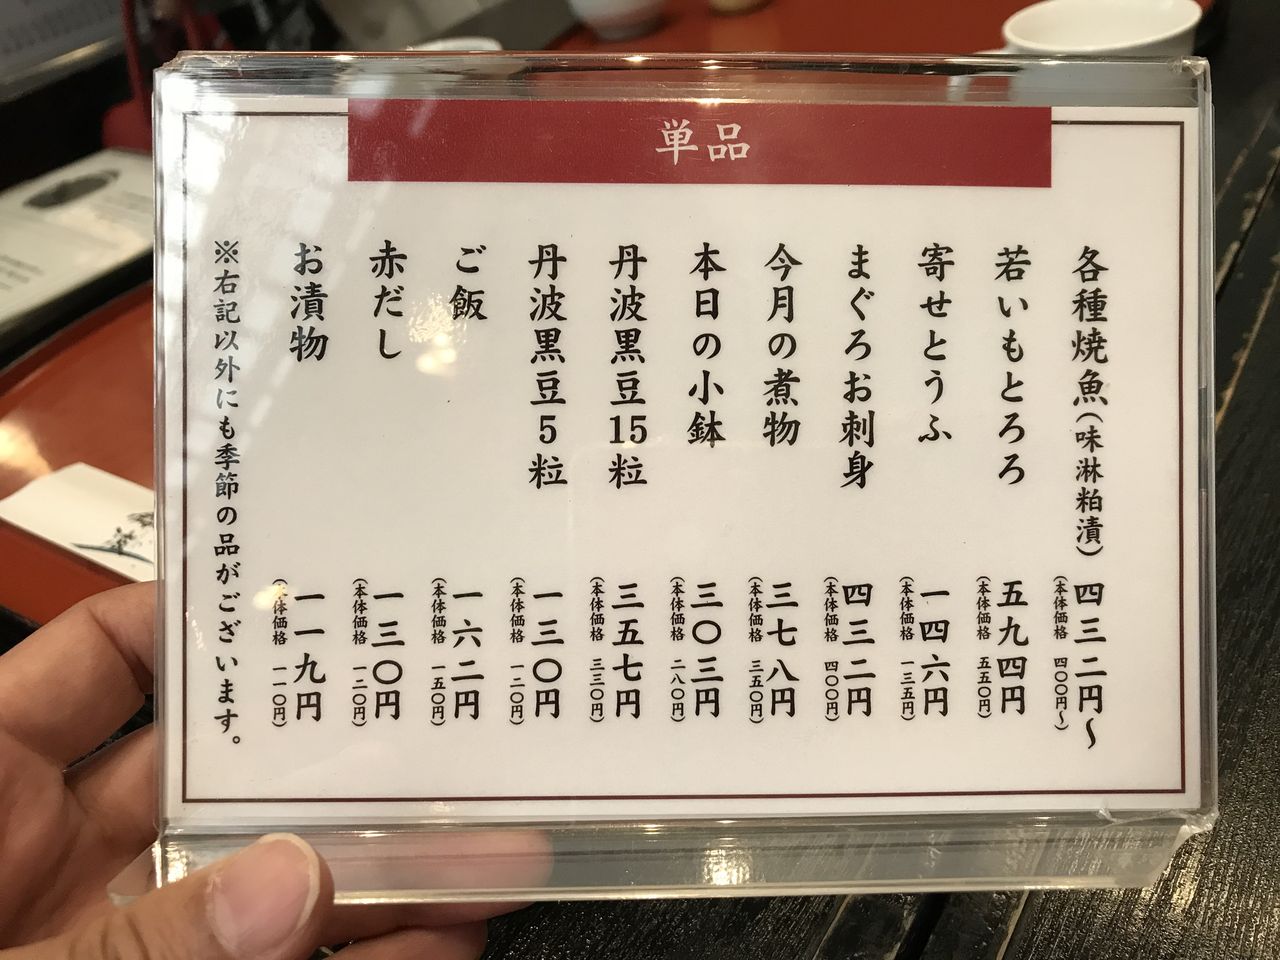 単品
各種焼魚(味淋粕漬) 四三二円〜
(本体価格 四〇〇円〜)
若いもとろろ 五九四円
(本体価格 五五〇円)
寄せとうふ 一四六円
(本体価格 一三五円)
まぐろお刺身 四三二円
(本体価格 四〇〇円)
今月の煮物 三七八円
(本体価格 三五〇円)
本日の小鉢 三〇三円
(本体価格 二八〇円)
丹波黒豆15粒 三五七円
(本体価格 三三〇円)
丹波黒豆5粒 一三〇円
(本体価格 一二〇円)
ご飯 一六二円
(本体価格 一五〇円)
赤だし 一三〇円
(本体価格 一二〇円)
お漬物 一一九円
(本体価格 一一〇円)
※右記以外にも季節の品がございます。